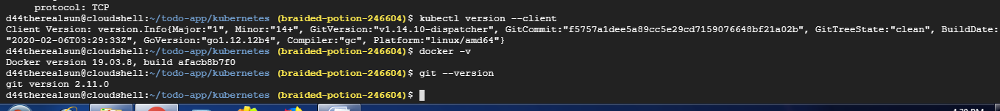 protocol: TCP
d44therealsun@cloudshell:~/todo-app/kubernetes (braided-potion-246604)$ kubectl version --client
Client Version: version.Info{Major:"1", Minor:"14+", GitVersion:"v1.14.10-dispatcher", GitCommit:"f5757a1dee5a89cc5e29cd7159076648bf21a02b", GitTreeState:"clean", BuildDate:
"2020-02-06T03:29:33Z", GoVersion:"go1.12.12b4", Compiler:"gc", Platform:"linux/amd64"}
d44therealsun@cloudshell:~/todo-app/kubernetes (braided-potion-246604)$ docker -v
Docker version 19.03.8, build afacb8b7f0
d44therealsun@cloudshell:~/todo-app/kubernetes (braided-potion-246604)$ git --version
git version 2.11.0
d44therealsun@cloudshell:~/todo-app/kubernetes (braided-potion-246604)$